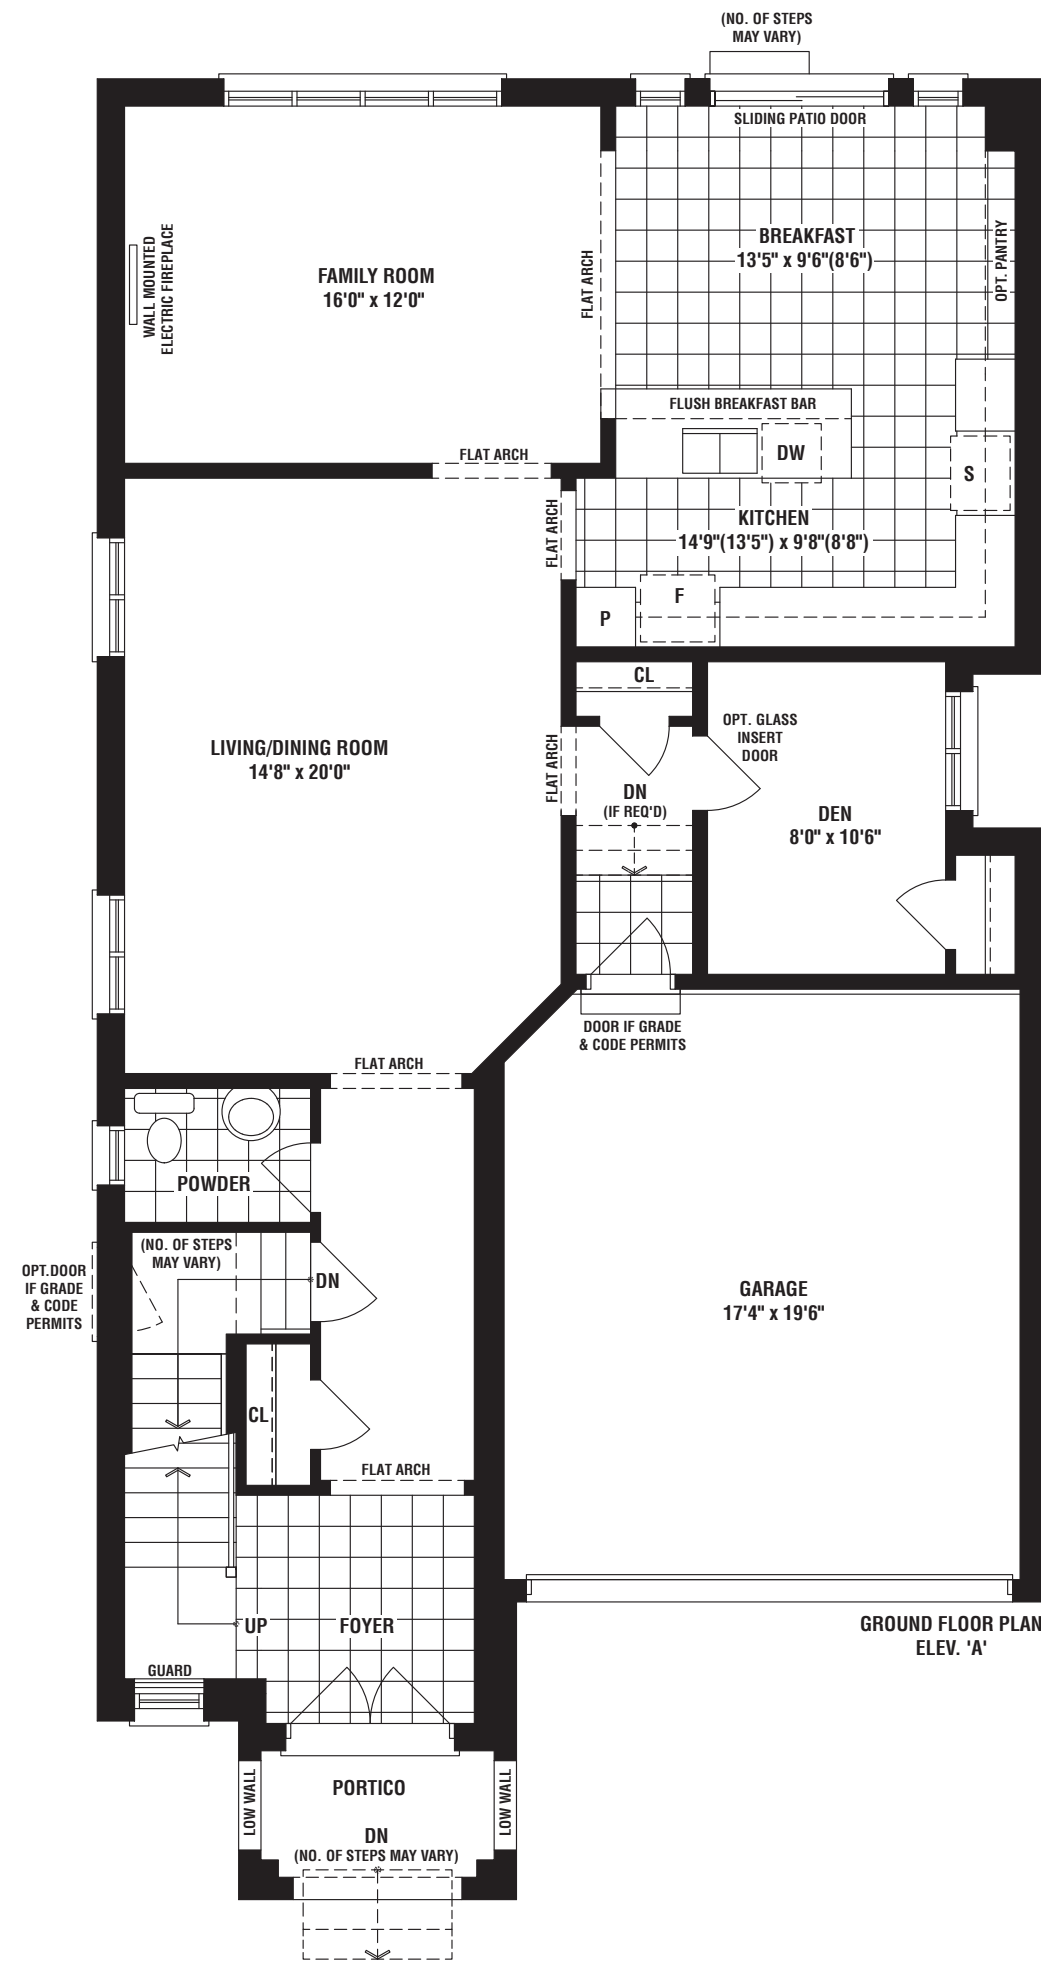 (NO. OF STEPS
MAY VARY)
SLIDING PATIO DOOR
BREAKFAST
13'5" x 9'6"(8'6")
OPT. PANTRY
FLAT ARCH
WALL MOUNTED
ELECTRIC FIREPLACE
FAMILY ROOM
16'0" x 12'0"
FLUSH BREAKFAST BAR
DW
S
FLAT ARCH
FLAT ARCH
KITCHEN
14'9"(13'5") x 9'8"(8'8")
F
P
CL
OPT. GLASS
INSERT
DOOR
LIVING/DINING ROOM
14'8" x 20'0"
FLAT ARCH
DN
(IF REQ'D)
DEN
8'0" x 10'6"
DOOR IF GRADE
& CODE PERMITS
FLAT ARCH
POWDER
(NO. OF STEPS
MAY VARY)
DN
OPT.DOOR
IF GRADE
& CODE
PERMITS
GARAGE
17'4" x 19'6"
CL
FLAT ARCH
UP
FOYER
GROUND FLOOR PLAN
ELEV. 'A'
GUARD
LOW WALL
PORTICO
LOW WALL
DN
(NO. OF STEPS MAY VARY)